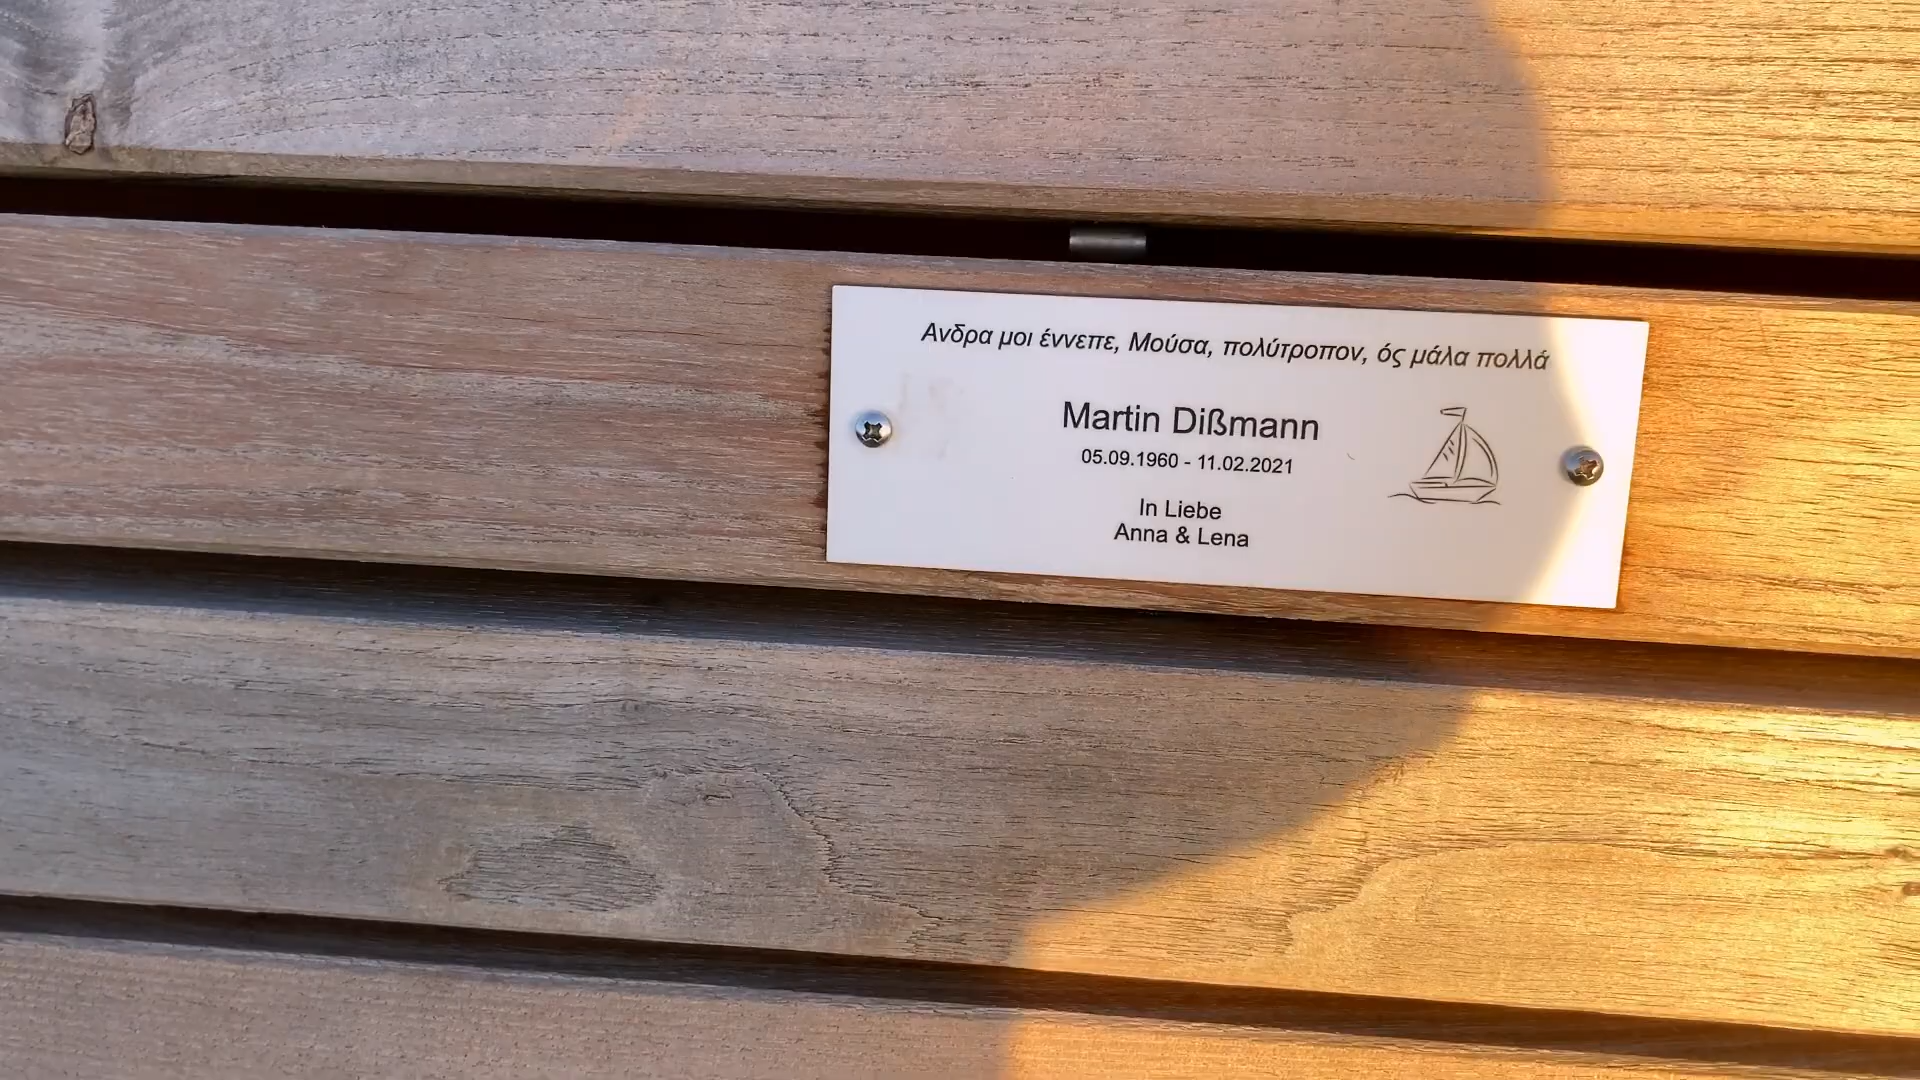 Ανδρα μοι έννεπε, Μούσα, πολύτροπον, ός μάλα πολλά
Martin Dißmann
05.09.1960 - 11.02.2021
In Liebe
Anna & Lena